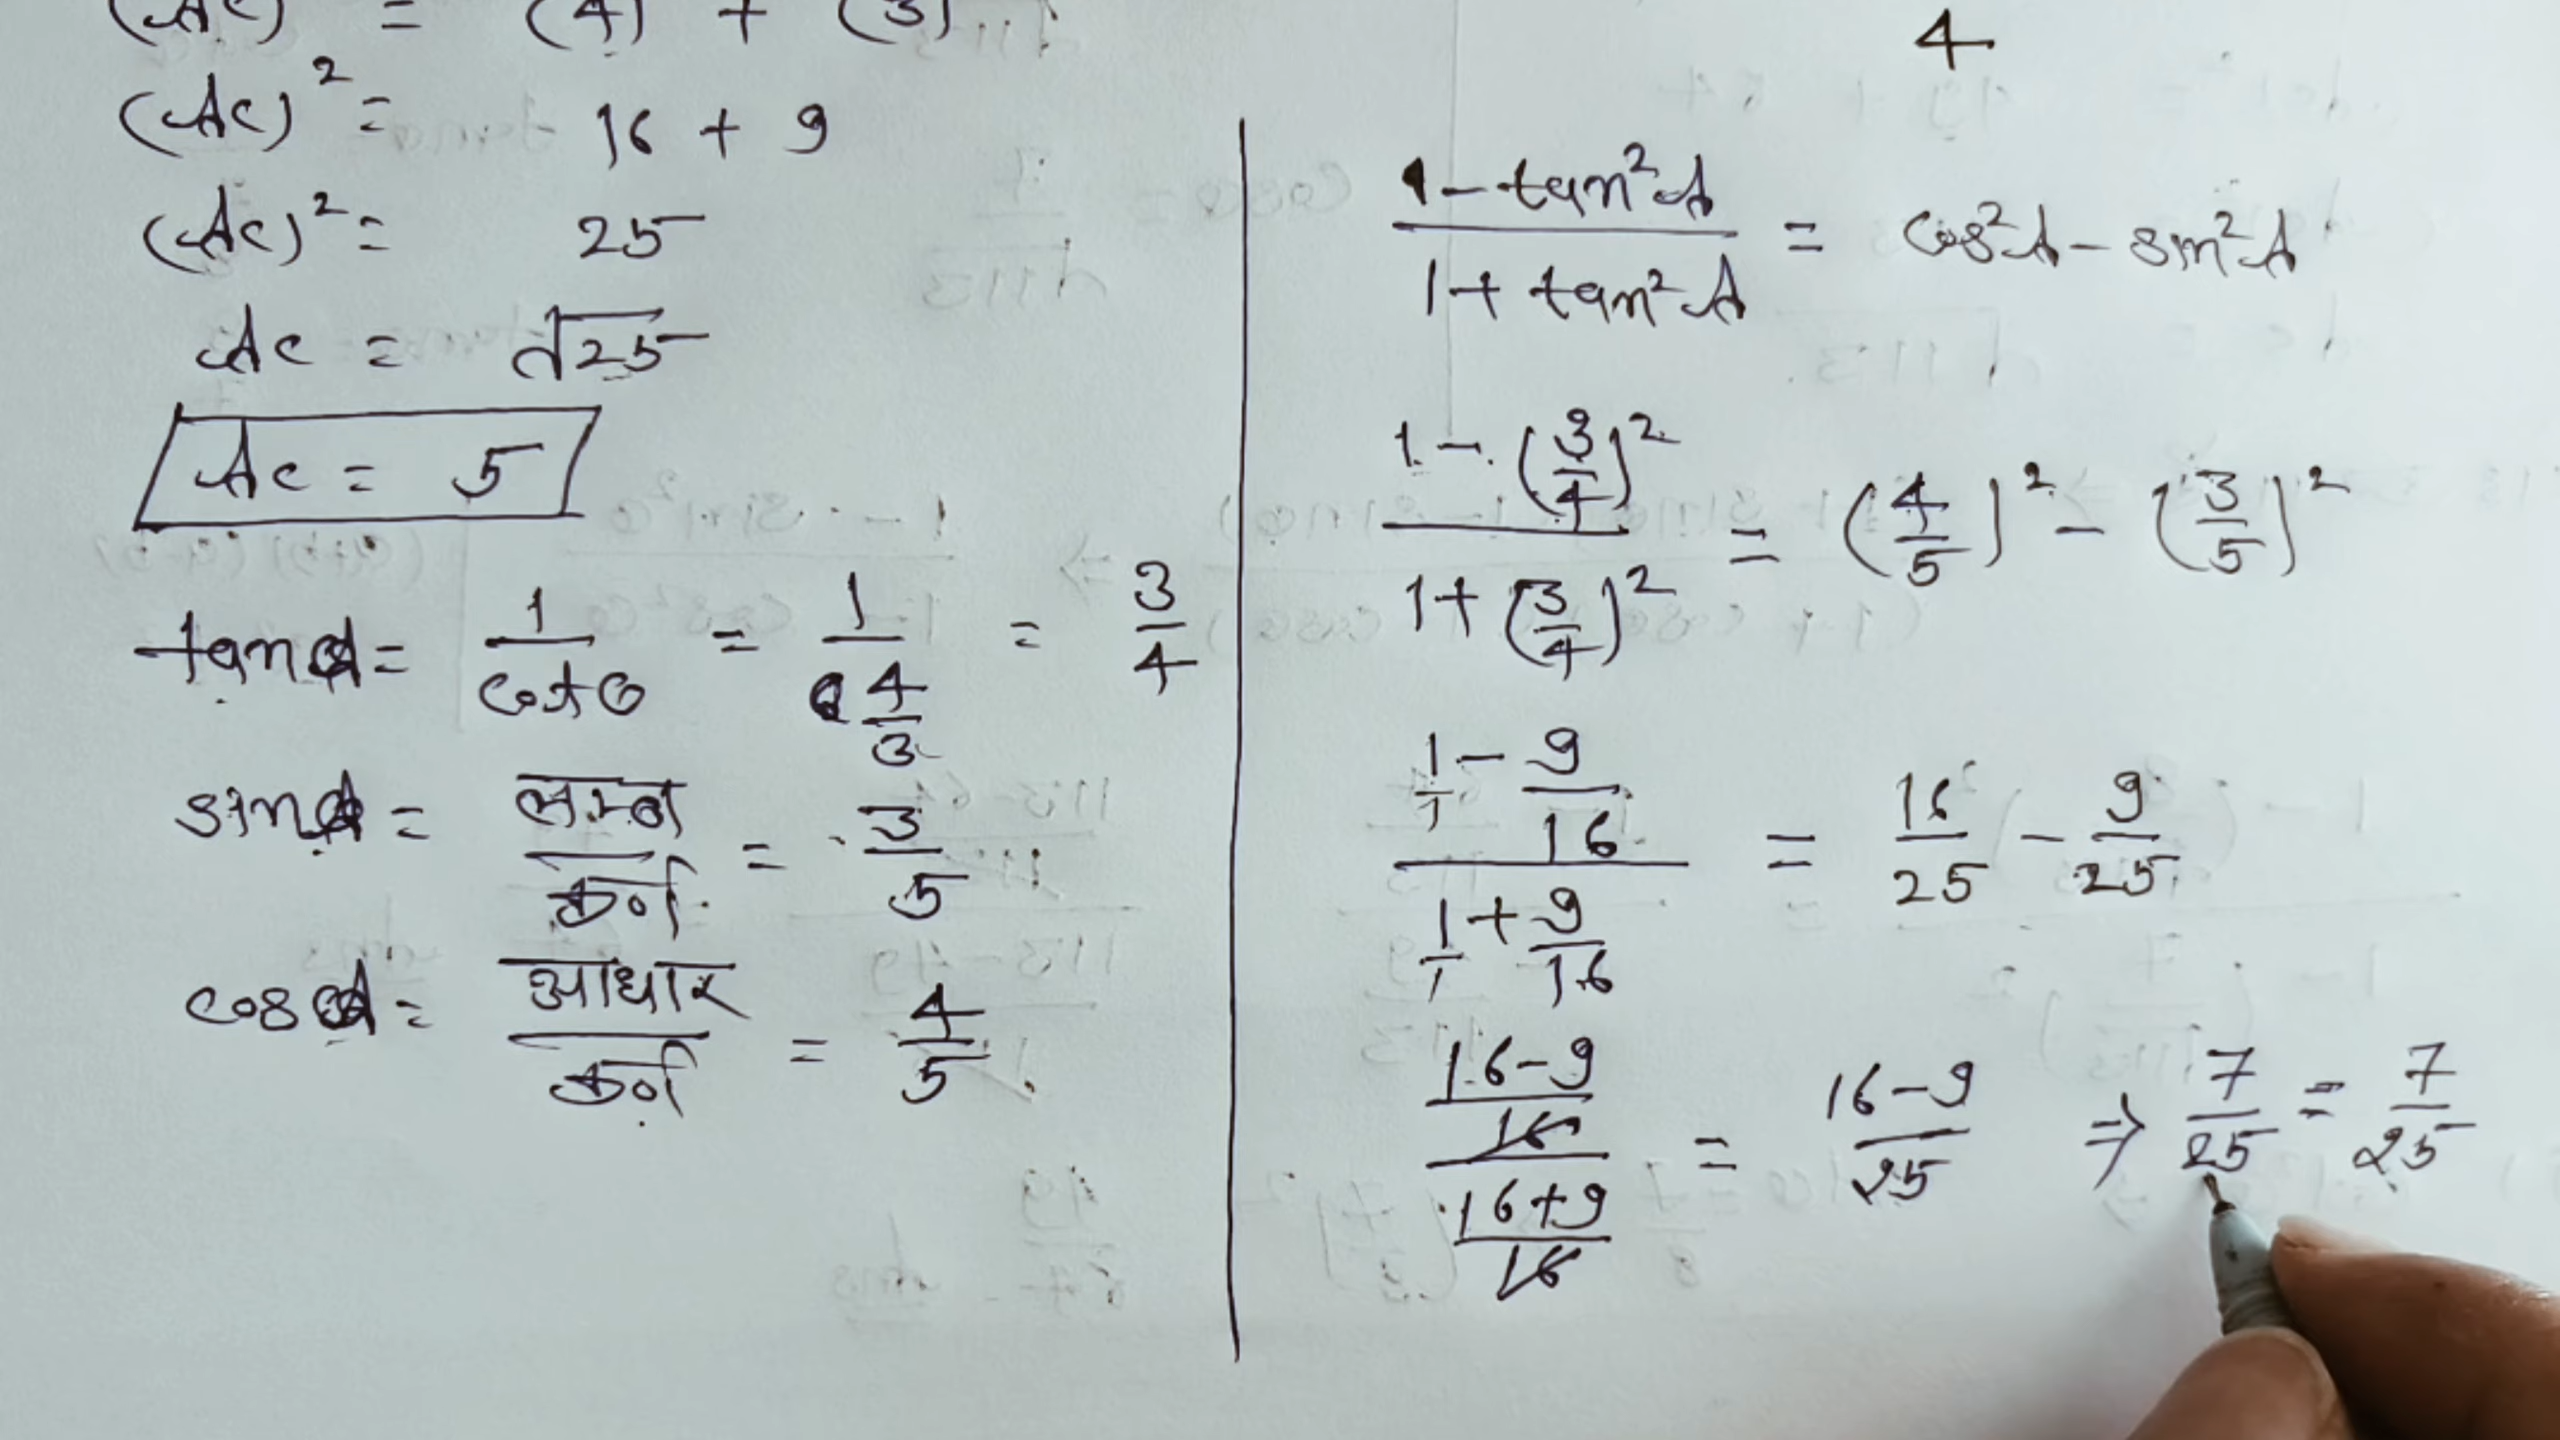 (AC)² = (4)² + (3)²
(AC)² = 16 + 9
(AC)² = 25
AC = √25
AC = 5
tanA = 1/cotθ = 1/(4/3) = 3/4
sinA = लम्ब/कर्ण = 3/5
cosA = आधार/कर्ण = 4/5
4
(1 - tan²A)/(1 + tan²A) = cos²A - sin²A
(1 - (3/4)²)/(1 + (3/4)²) = (4/5)² - (3/5)²
(1/1 - 9/16)/(1/1 + 9/16) = 16/25 - 9/25
((16-9)/16)/((16+9)/16) = (16-9)/25 ⇒ 7/25 = 7/25